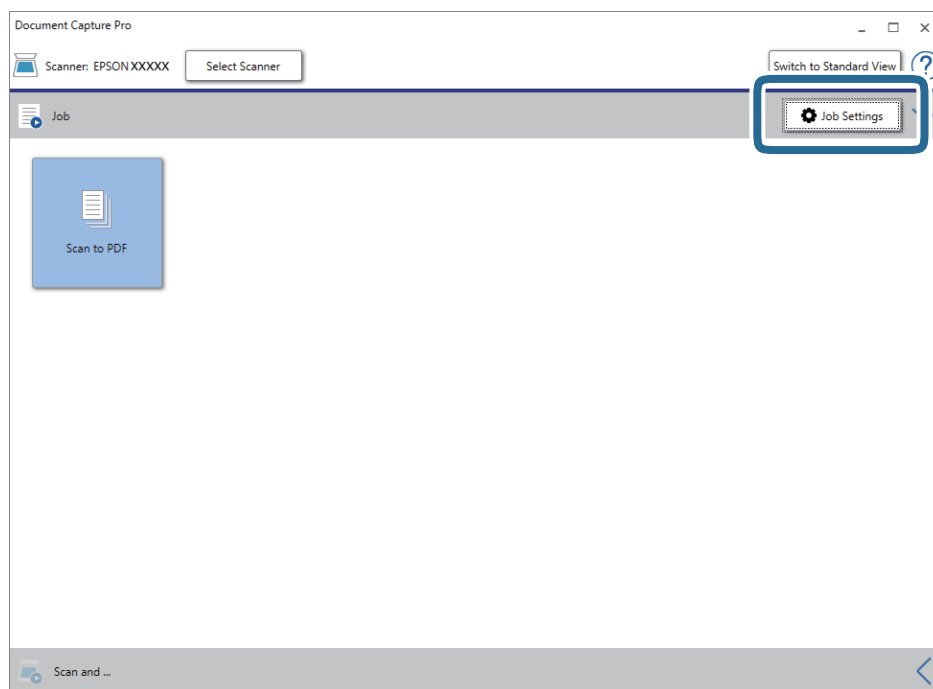 Document Capture Pro
Scanner: EPSON XXXXX Select Scanner Switch to Standard View ?
Job Job Settings
Scan to PDF
Scan and ...